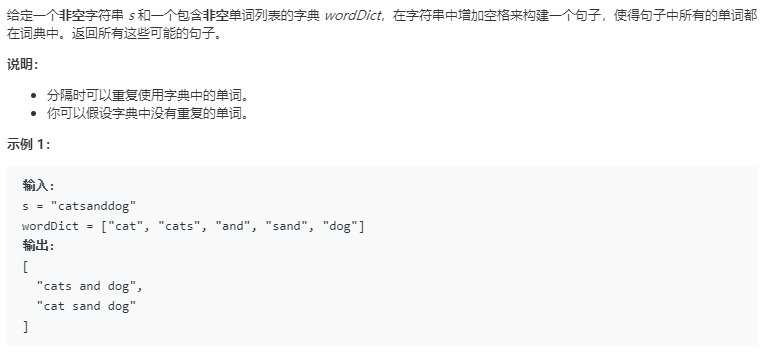 给定一个非空字符串 s 和一个包含非空单词列表的字典 wordDict，在字符串中增加空格来构建一个句子，使得句子中所有的单词都
在词典中。返回所有这些可能的句子。
说明：
• 分隔时可以重复使用字典中的单词。
• 你可以假设字典中没有重复的单词。
示例 1：
输入:
s = "catsanddog"
wordDict = ["cat", "cats", "and", "sand", "dog"]
输出:
[
  "cats and dog",
  "cat sand dog"
]